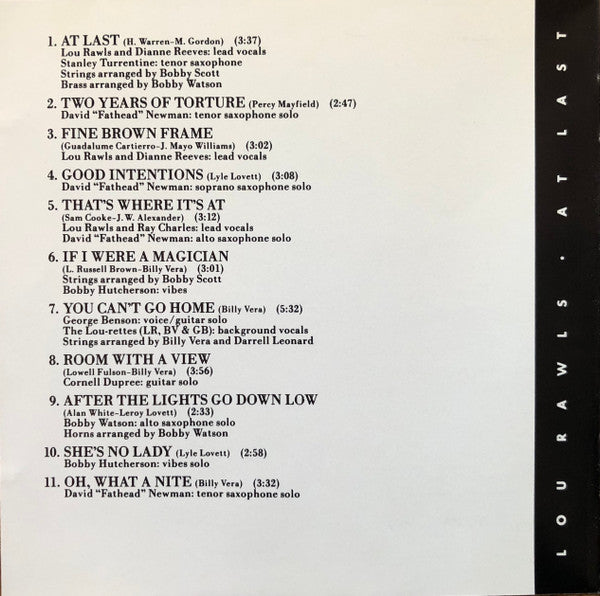 1. AT LAST (H. Warren-M. Gordon) (3:37)
Lou Rawls and Dianne Reeves: lead vocals
Stanley Turrentine: tenor saxophone
Strings arranged by Bobby Scott
Brass arranged by Bobby Watson
2. TWO YEARS OF TORTURE (Percy Mayfield) (2:47)
David "Fathead" Newman: tenor saxophone solo
3. FINE BROWN FRAME
(Guadalume Cartierro-J. Mayo Williams) (3:02)
Lou Rawls and Dianne Reeves: lead vocals
4. GOOD INTENTIONS (Lyle Lovett) (3:08)
David "Fathead" Newman: soprano saxophone solo
5. THAT'S WHERE IT'S AT
(Sam Cooke-J.W. Alexander) (3:12)
Lou Rawls and Ray Charles: lead vocals
David "Fathead" Newman: alto saxophone solo
6. IF I WERE A MAGICIAN
(L. Russell Brown-Billy Vera) (3:01)
Strings arranged by Bobby Scott
Bobby Hutcherson: vibes
7. YOU CAN'T GO HOME (Billy Vera) (5:32)
George Benson: voice/guitar solo
The Lou-rettes (LR, BV & GB): background vocals
Strings arranged by Billy Vera and Darrell Leonard
8. ROOM WITH A VIEW
(Lowell Fulson-Billy Vera) (3:56)
Cornell Dupree: guitar solo
9. AFTER THE LIGHTS GO DOWN LOW
(Alan White-Leroy Lovett) (2:33)
Bobby Watson: alto saxophone solo
Horns arranged by Bobby Watson
10. SHE'S NO LADY (Lyle Lovett) (2:58)
Bobby Hutcherson: vibes solo
11. OH, WHAT A NITE (Billy Vera) (3:32)
David "Fathead" Newman: tenor saxophone solo
LOU RAWLS · AT LAST